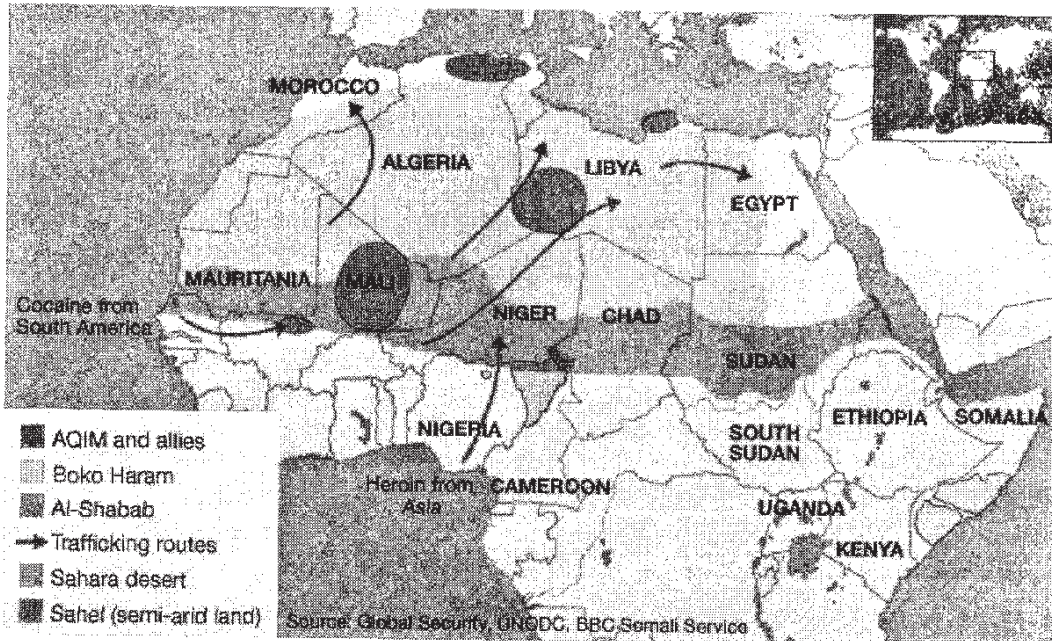 MOROCCO
ALGERIA
LIBYA
EGYPT
MAURITANIA
MALI
Cocaine from
South America
NIGER
CHAD
SUDAN
NIGERIA
ETHIOPIA
SOMALIA
SOUTH
SUDAN
Heroin from
Asia
CAMEROON
UGANDA
KENYA
AQIM and allies
Boko Haram
Al-Shabab
Trafficking routes
Sahara desert
Sahel (semi-arid land)
Source: Global Security, UNODC, BBC Somali Service